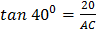 tan 40⁰ = 20/AC